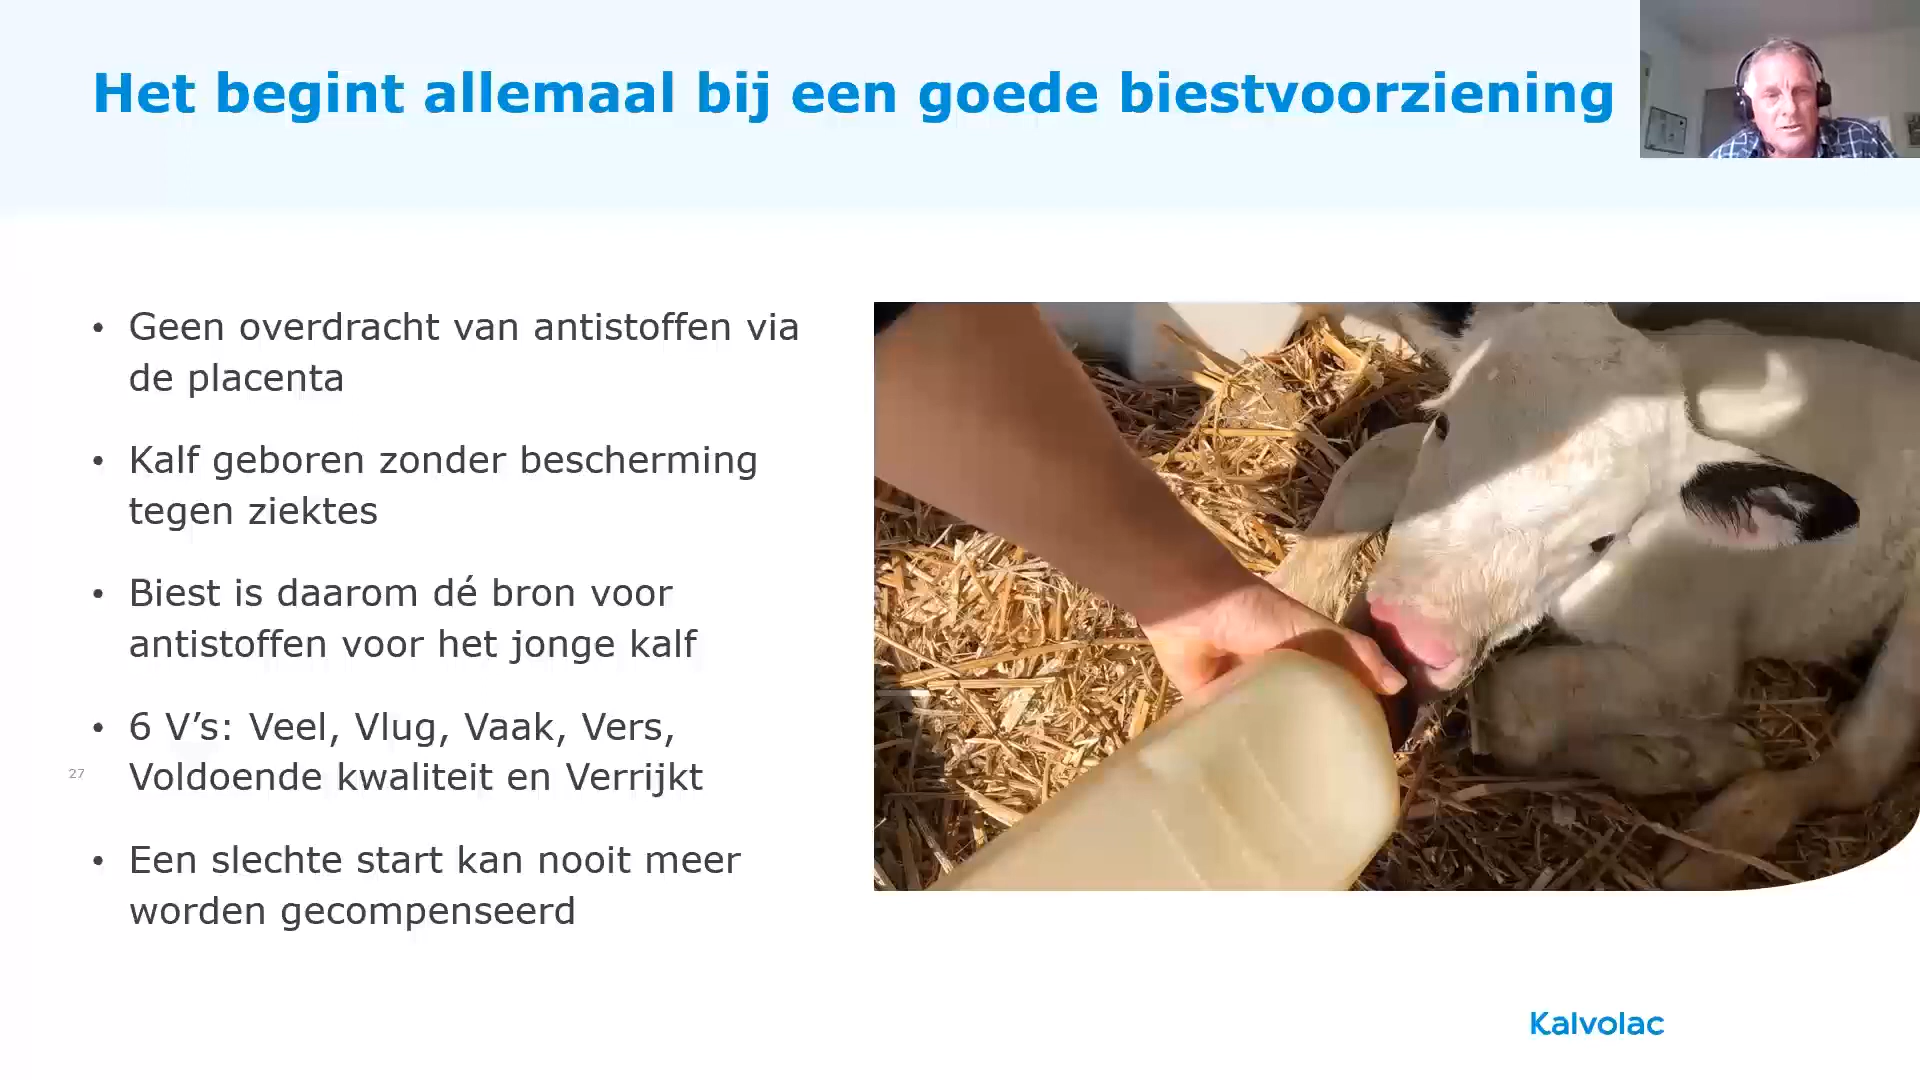 Het begint allemaal bij een goede biestvoorziening
• Geen overdracht van antistoffen via
de placenta
• Kalf geboren zonder bescherming
tegen ziektes
• Biest is daarom dé bron voor
antistoffen voor het jonge kalf
• 6 V’s: Veel, Vlug, Vaak, Vers,
Voldoende kwaliteit en Verrijkt
• Een slechte start kan nooit meer
worden gecompenseerd
27
Kalvolac